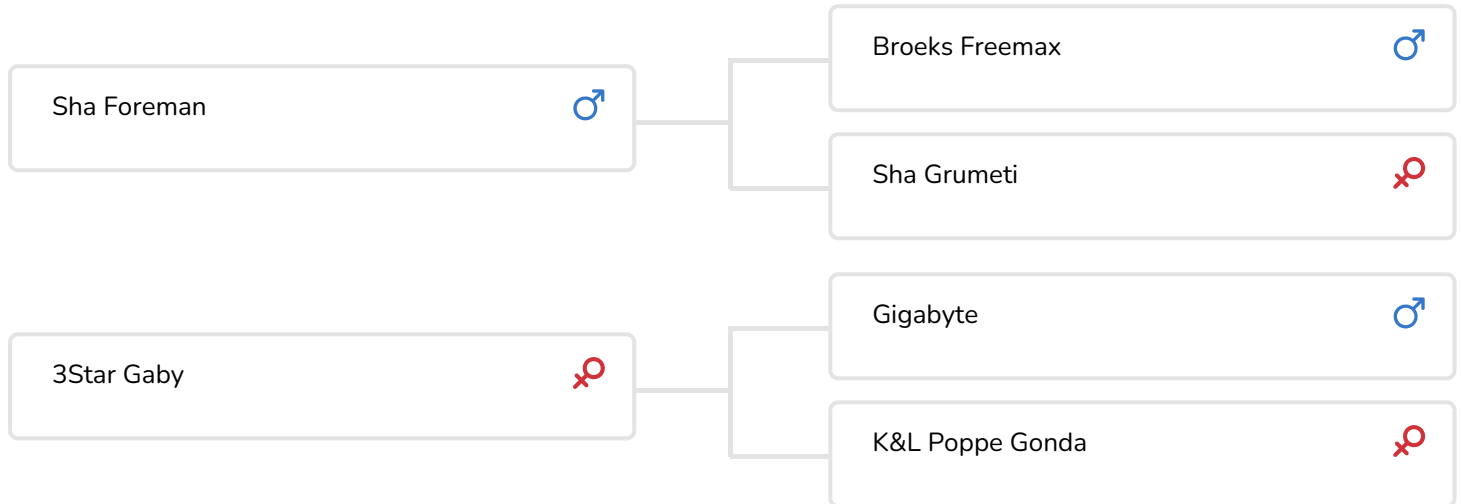 Broeks Freemax
Sha Foreman
Sha Grumeti
Gigabyte
3Star Gaby
K&L Poppe Gonda